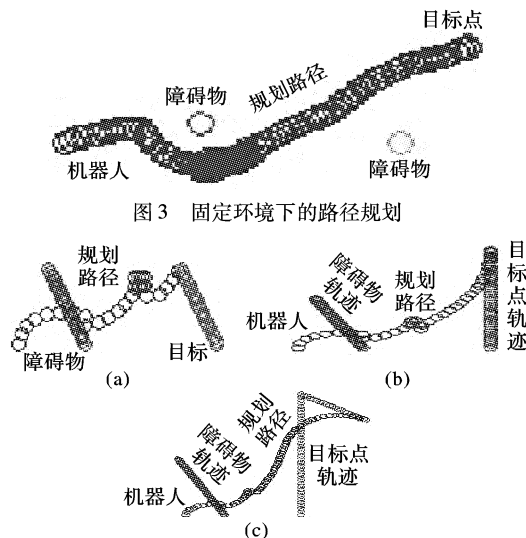 目标点
障碍物
规划路径
机器人
障碍物
图3 固定环境下的路径规划
规划
路径
障碍物
目标
(a)
障碍物
轨迹
规划
路径
机器人
目标点轨迹
(b)
规划
路径
障碍物
轨迹
机器人
目标点
轨迹
(c)